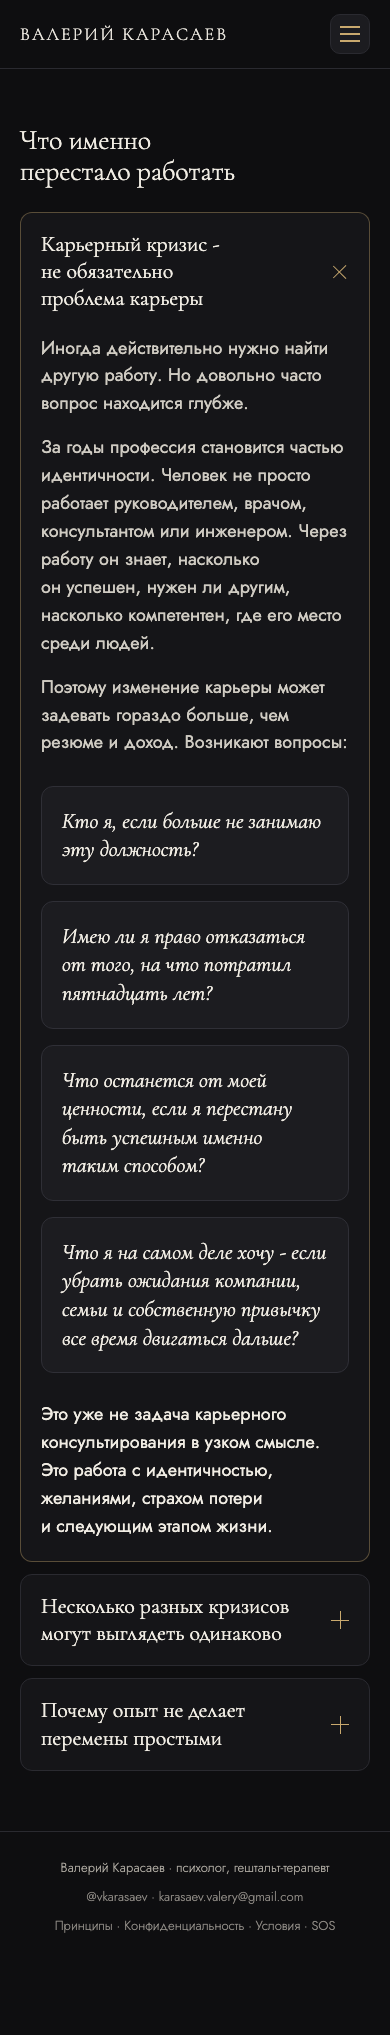 ВАЛЕРИЙ КАРАСАЕВ
Что именно
перестало работать
Карьерный кризис -
не обязательно
проблема карьеры
Иногда действительно нужно найти
другую работу. Но довольно часто
вопрос находится глубже.
За годы профессия становится частью
идентичности. Человек не просто
работает руководителем, врачом,
консультантом или инженером. Через
работу он знает, насколько
он успешен, нужен ли другим,
насколько компетентен, где его место
среди людей.
Поэтому изменение карьеры может
задевать гораздо больше, чем
резюме и доход. Возникают вопросы:
Кто я, если больше не занимаю
эту должность?
Имею ли я право отказаться
от того, на что потратил
пятнадцать лет?
Что останется от моей
ценности, если я перестану
быть успешным именно
таким способом?
Что я на самом деле хочу - если
убрать ожидания компании,
семьи и собственную привычку
все время двигаться дальше?
Это уже не задача карьерного
консультирования в узком смысле.
Это работа с идентичностью,
желаниями, страхом потери
и следующим этапом жизни.
Несколько разных кризисов
могут выглядеть одинаково
Почему опыт не делает
перемены простыми
Валерий Карасаев · психолог, гештальт-терапевт
@vkarasaev · karasaev.valery@gmail.com
Принципы · Конфиденциальность · Условия · SOS